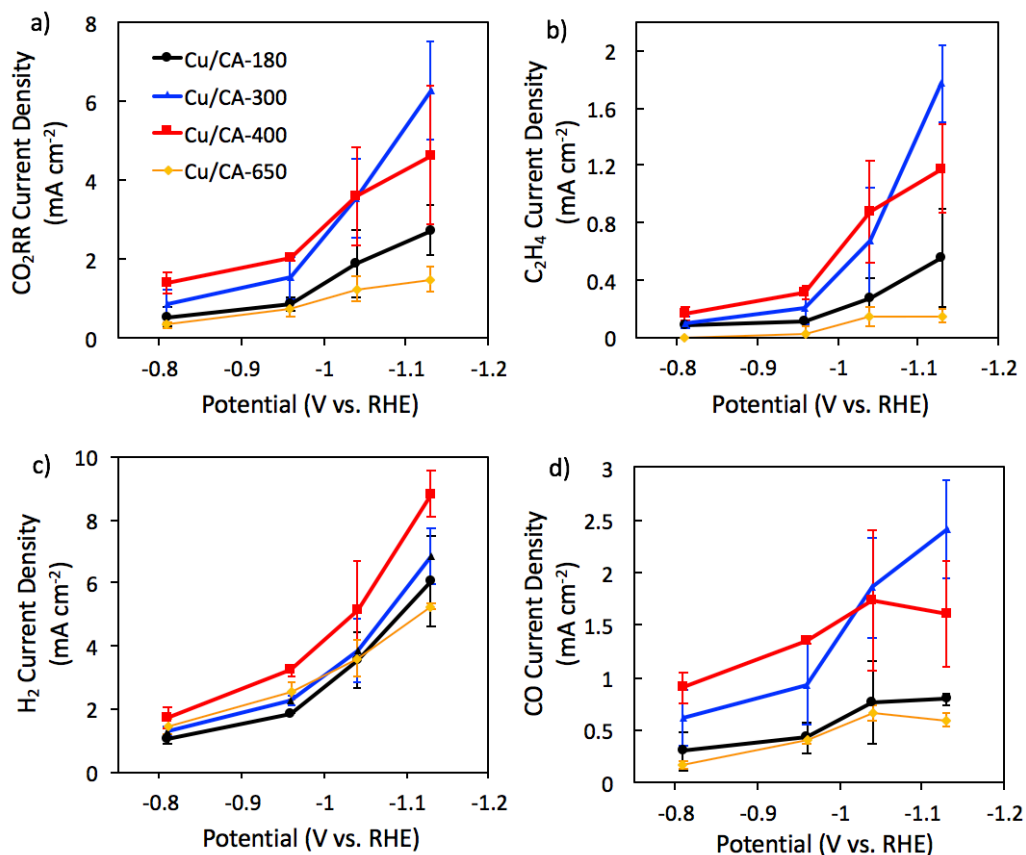 a)
CO₂RR Current Density
(mA cm⁻²)
8
6
4
2
0
Cu/CA-180
Cu/CA-300
Cu/CA-400
Cu/CA-650
-0.8 -0.9 -1 -1.1 -1.2
Potential (V vs. RHE)
b)
C₂H₄ Current Density
(mA cm⁻²)
2
1.6
1.2
0.8
0.4
0
-0.8 -0.9 -1 -1.1 -1.2
Potential (V vs. RHE)
c)
H₂ Current Density
(mA cm⁻²)
10
8
6
4
2
0
-0.8 -0.9 -1 -1.1 -1.2
Potential (V vs. RHE)
d)
CO Current Density
(mA cm⁻²)
3
2.5
2
1.5
1
0.5
0
-0.8 -0.9 -1 -1.1 -1.2
Potential (V vs. RHE)